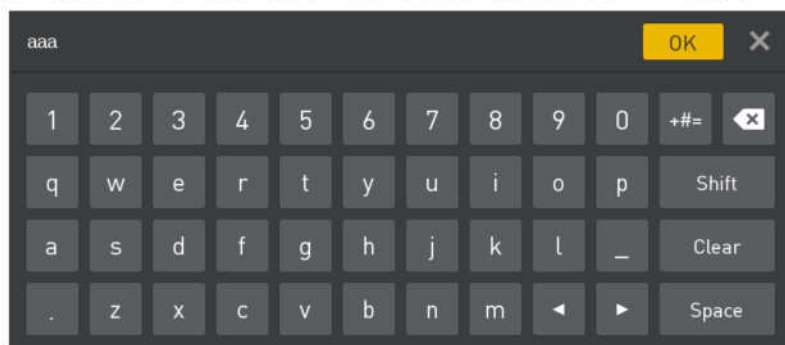 aaa OK ×
1 2 3 4 5 6 7 8 9 0 +#=
q w e r t y u i o p Shift
a s d f g h j k l _ Clear
. z x c v b n m ◄ ► Space